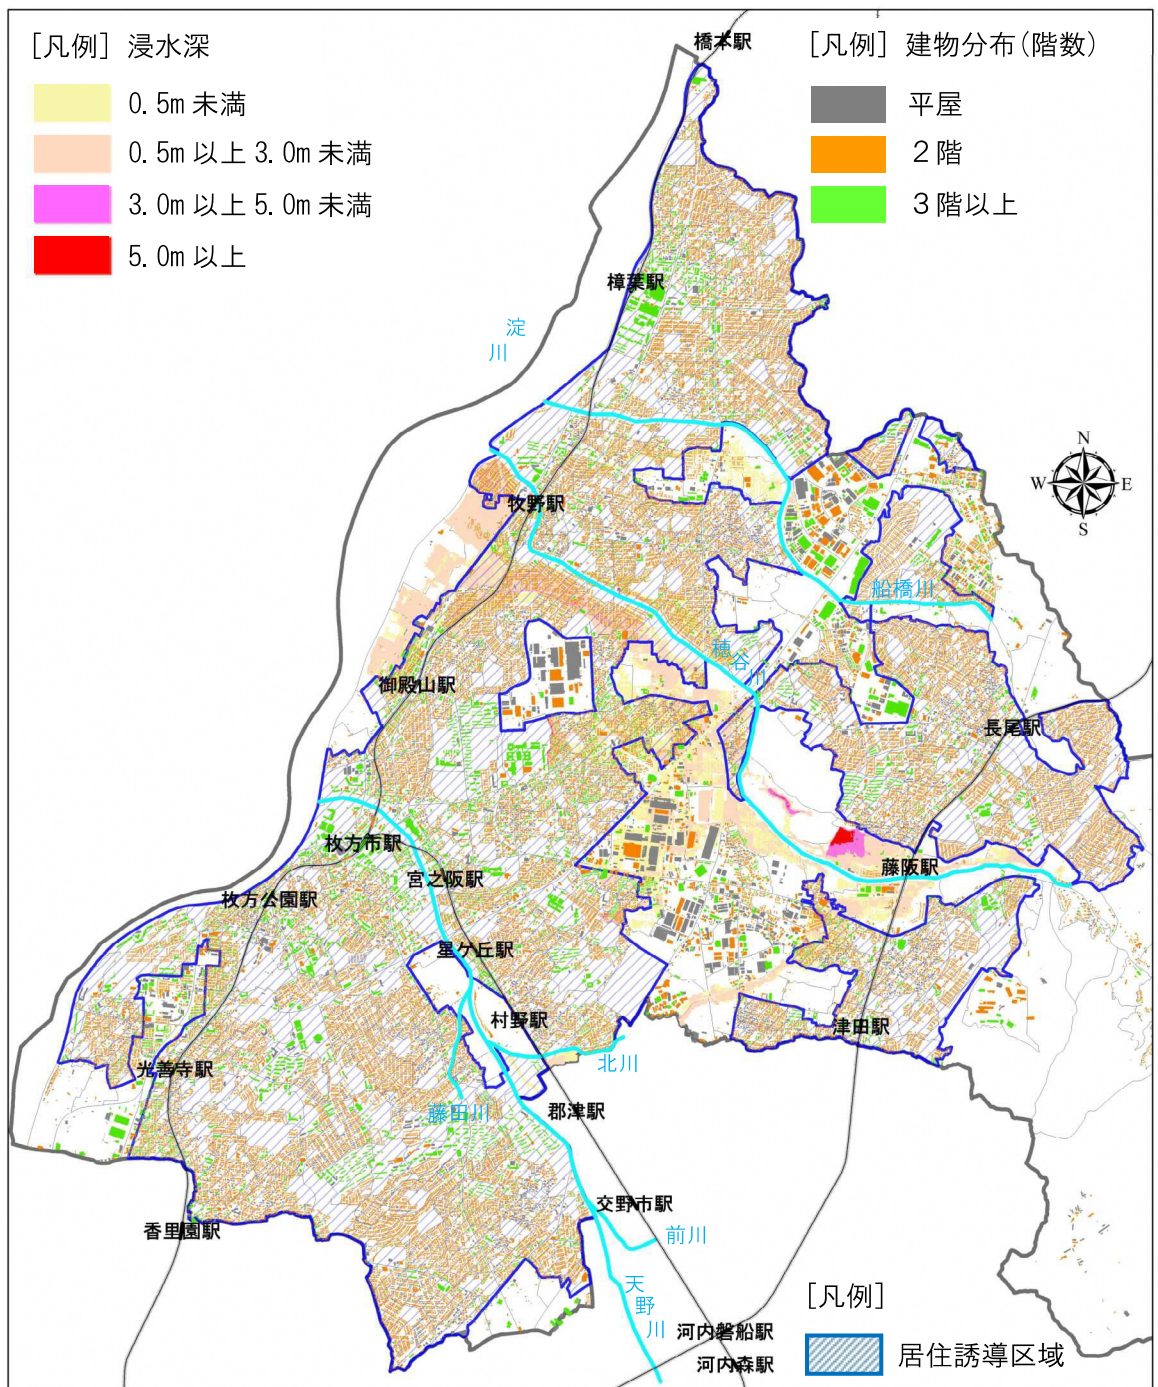 [凡例] 浸水深
0.5m 未満
0.5m 以上 3.0m 未満
3.0m 以上 5.0m 未満
5.0m 以上
[凡例] 建物分布(階数)
平屋
2階
3階以上
橋本駅
樟葉駅
淀川
N
W E
S
牧野駅
船橋川
穂谷川
御殿山駅
長尾駅
枚方市駅
宮之阪駅
藤阪駅
枚方公園駅
星ケ丘駅
村野駅
津田駅
北川
光善寺駅
藤田川
郡津駅
交野市駅
香里園駅
前川
天野川
[凡例]
居住誘導区域
河内磐船駅
河内森駅